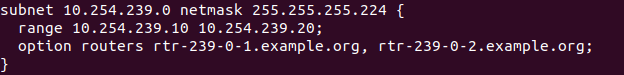 subnet 10.254.239.0 netmask 255.255.255.224 {
  range 10.254.239.10 10.254.239.20;
  option routers rtr-239-0-1.example.org, rtr-239-0-2.example.org;
}